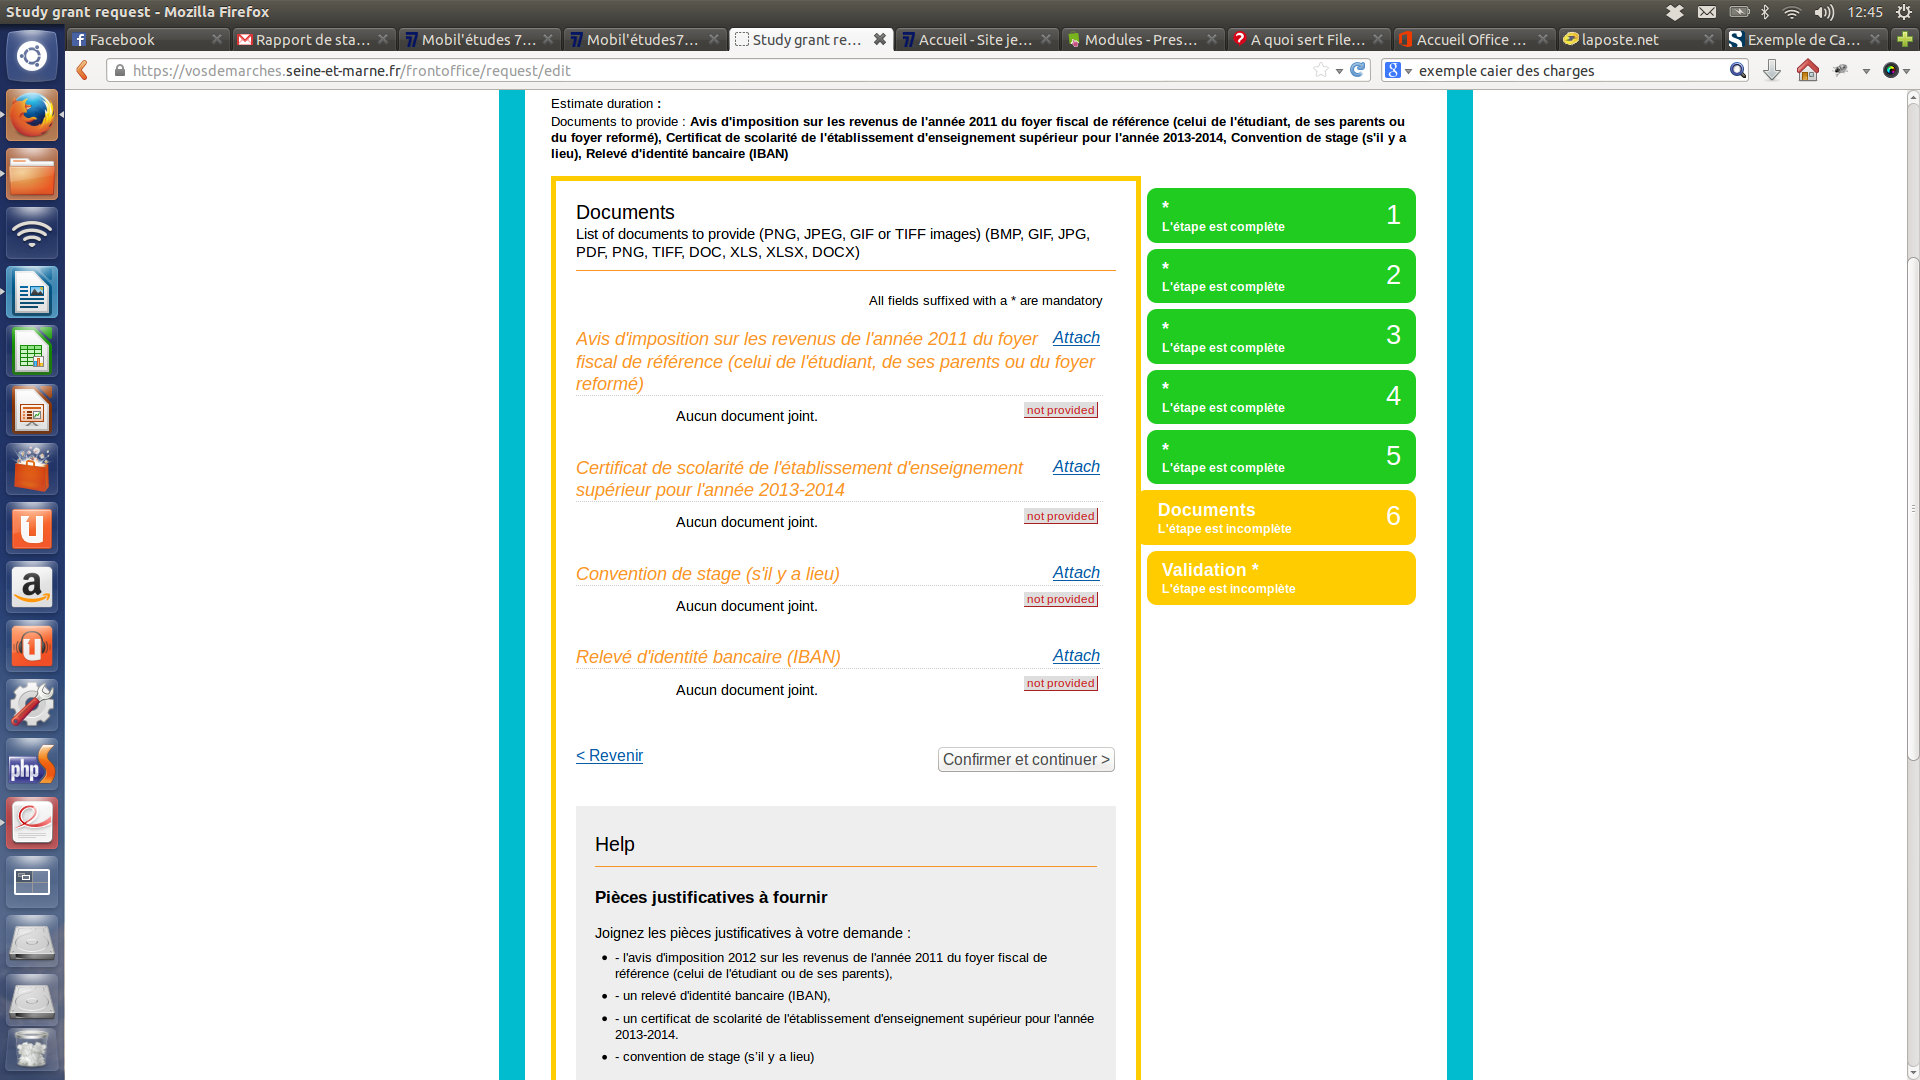 Study grant request - Mozilla Firefox
12:45
Facebook
Rapport de sta...
Mobil'études 7...
Mobil'études7...
Study grant re...
Accueil - Site je...
Modules - Pres...
A quoi sert File...
Accueil Office ...
laposte.net
Exemple de Ca...
https://vosdemarches.seine-et-marne.fr/frontoffice/request/edit
exemple caier des charges
Estimate duration :
Documents to provide : Avis d'imposition sur les revenus de l'année 2011 du foyer fiscal de référence (celui de l'étudiant, de ses parents ou
du foyer reformé), Certificat de scolarité de l'établissement d'enseignement supérieur pour l'année 2013-2014, Convention de stage (s'il y a
lieu), Relevé d'identité bancaire (IBAN)
Documents
List of documents to provide (PNG, JPEG, GIF or TIFF images) (BMP, GIF, JPG,
PDF, PNG, TIFF, DOC, XLS, XLSX, DOCX)
All fields suffixed with a * are mandatory
Avis d'imposition sur les revenus de l'année 2011 du foyer Attach
fiscal de référence (celui de l'étudiant, de ses parents ou du foyer
reformé)
Aucun document joint. not provided
Certificat de scolarité de l'établissement d'enseignement Attach
supérieur pour l'année 2013-2014
Aucun document joint. not provided
Convention de stage (s'il y a lieu) Attach
Aucun document joint. not provided
Relevé d'identité bancaire (IBAN) Attach
Aucun document joint. not provided
< Revenir
Confirmer et continuer >
Help
Pièces justificatives à fournir
Joignez les pièces justificatives à votre demande :
- l'avis d'imposition 2012 sur les revenus de l'année 2011 du foyer fiscal de
référence (celui de l'étudiant ou de ses parents),
- un relevé d'identité bancaire (IBAN),
- un certificat de scolarité de l'établissement d'enseignement supérieur pour l'année
2013-2014.
- convention de stage (s'il y a lieu)
* 1
L'étape est complète
* 2
L'étape est complète
* 3
L'étape est complète
* 4
L'étape est complète
* 5
L'étape est complète
Documents 6
L'étape est incomplète
Validation *
L'étape est incomplète
php S